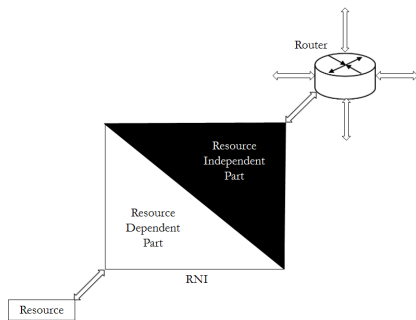 Router
Resource
Independent
Part
Resource
Dependent
Part
RNI
Resource